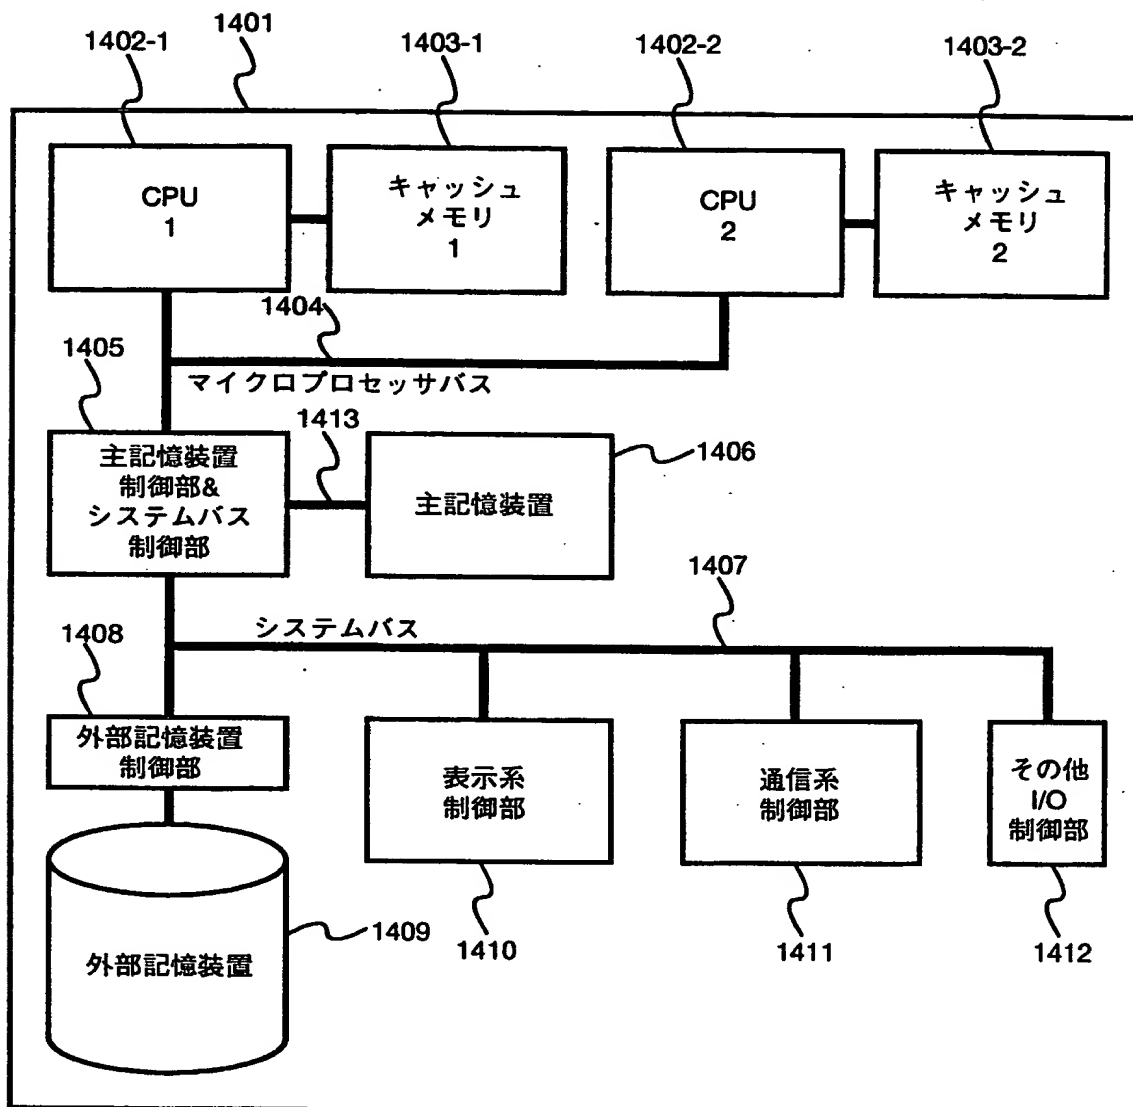 1401
1402-1
1403-1
1402-2
1403-2
CPU
1
キャッシュ
メモリ
1
CPU
2
キャッシュ
メモリ
2
1404
マイクロプロセッサバス
1405
1413
主記憶装置
制御部&
システムバス
制御部
主記憶装置
1406
システムバス
1407
1408
外部記憶装置
制御部
表示系
制御部
通信系
制御部
その他
I/O
制御部
外部記憶装置
1409
1410
1411
1412